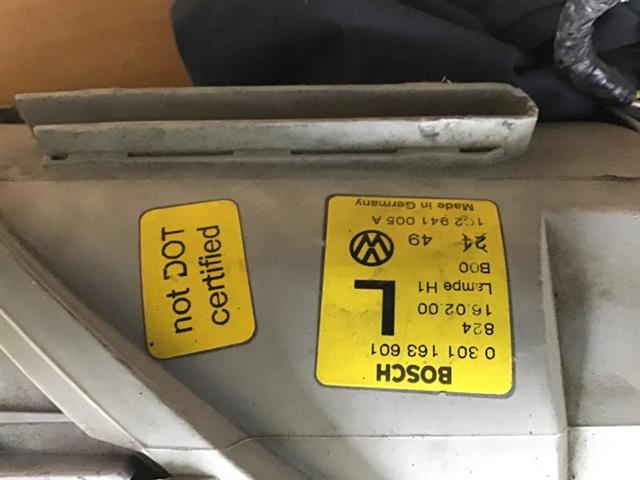 not DOT
certified
BOSCH
0 301 163 601
824
16.02.00
L
Lampe H1
B00
24 49
VW
1C2 941 005 A
Made in Germany